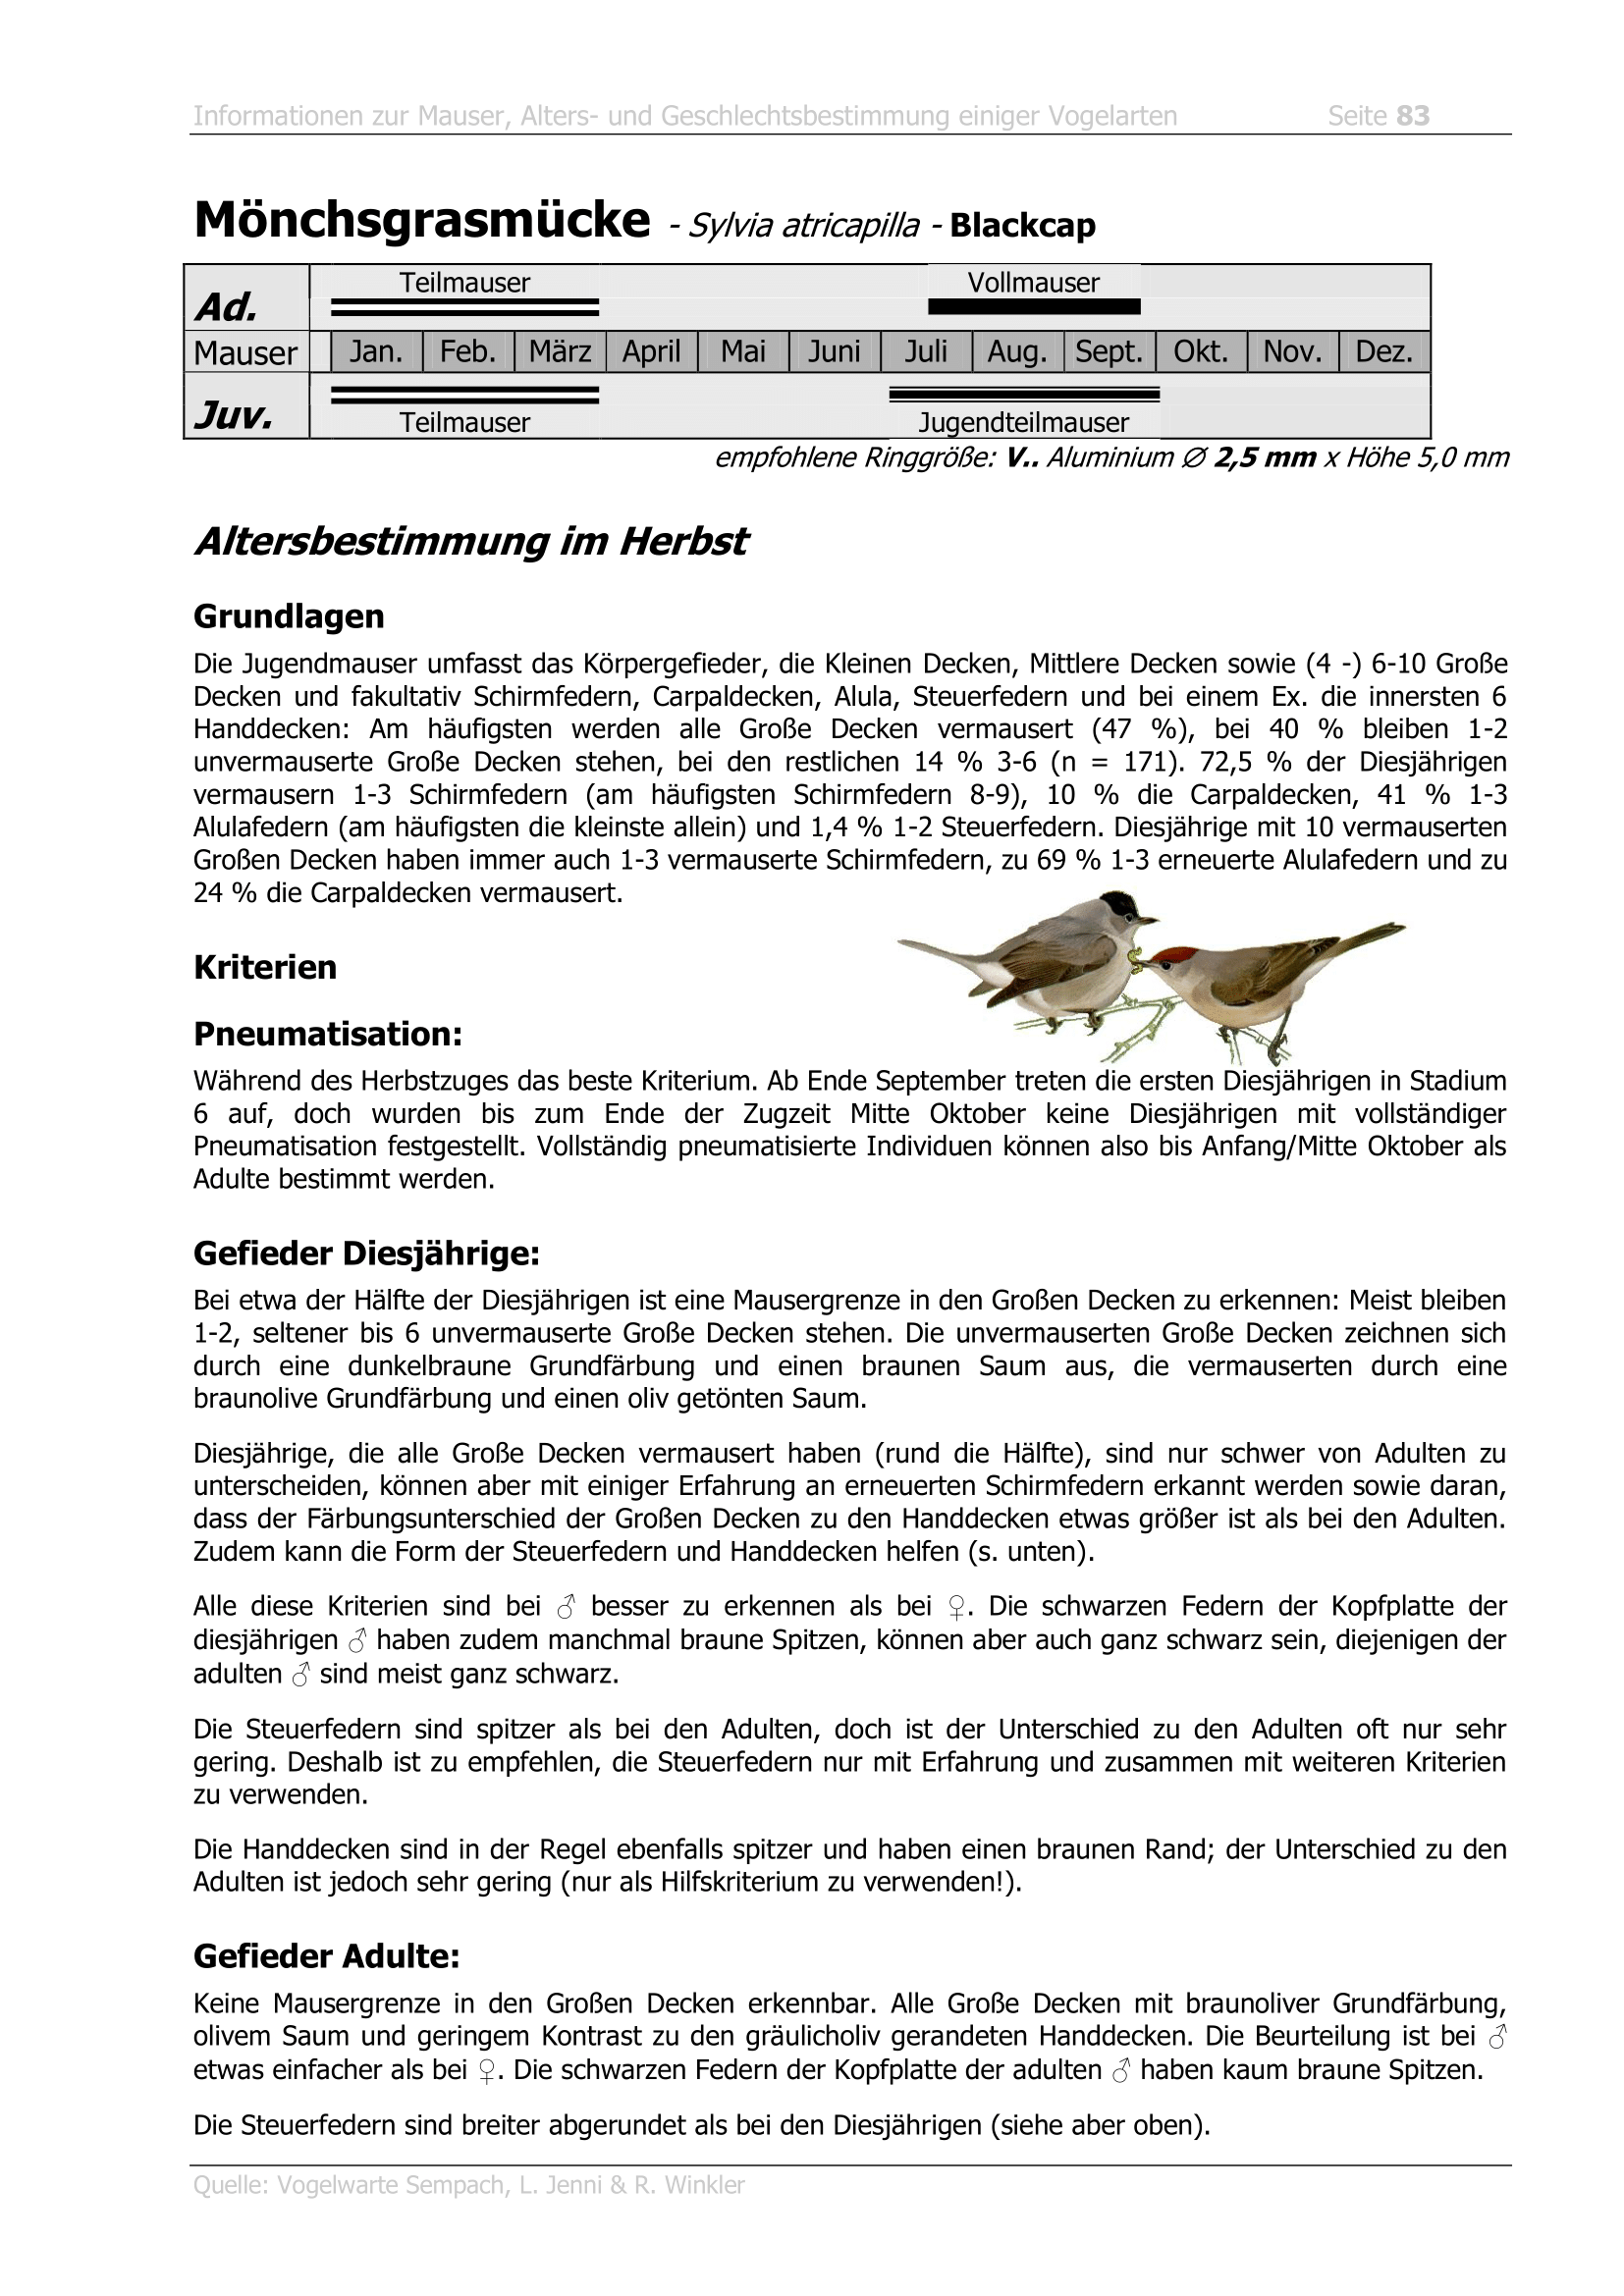 Informationen zur Mauser, Alters- und Geschlechtsbestimmung einiger Vogelarten Seite 83
Mönchsgrasmücke - Sylvia atricapilla - Blackcap
Teilmauser Vollmauser
Ad.
Mauser Jan. Feb. März April Mai Juni Juli Aug. Sept. Okt. Nov. Dez.
Juv.
Teilmauser Jugendteilmauser
empfohlene Ringgröße: V.. Aluminium ∅ 2,5 mm x Höhe 5,0 mm
Altersbestimmung im Herbst
Grundlagen
Die Jugendmauser umfasst das Körpergefieder, die Kleinen Decken, Mittlere Decken sowie (4 -) 6-10 Große
Decken und fakultativ Schirmfedern, Carpaldecken, Alula, Steuerfedern und bei einem Ex. die innersten 6
Handdecken: Am häufigsten werden alle Große Decken vermausert (47 %), bei 40 % bleiben 1-2
unvermauserte Große Decken stehen, bei den restlichen 14 % 3-6 (n = 171). 72,5 % der Diesjährigen
vermausern 1-3 Schirmfedern (am häufigsten Schirmfedern 8-9), 10 % die Carpaldecken, 41 % 1-3
Alulafedern (am häufigsten die kleinste allein) und 1,4 % 1-2 Steuerfedern. Diesjährige mit 10 vermauserten
Großen Decken haben immer auch 1-3 vermauserte Schirmfedern, zu 69 % 1-3 erneuerte Alulafedern und zu
24 % die Carpaldecken vermausert.
Kriterien
Pneumatisation:
Während des Herbstzuges das beste Kriterium. Ab Ende September treten die ersten Diesjährigen in Stadium
6 auf, doch wurden bis zum Ende der Zugzeit Mitte Oktober keine Diesjährigen mit vollständiger
Pneumatisation festgestellt. Vollständig pneumatisierte Individuen können also bis Anfang/Mitte Oktober als
Adulte bestimmt werden.
Gefieder Diesjährige:
Bei etwa der Hälfte der Diesjährigen ist eine Mausergrenze in den Großen Decken zu erkennen: Meist bleiben
1-2, seltener bis 6 unvermauserte Große Decken stehen. Die unvermauserten Große Decken zeichnen sich
durch eine dunkelbraune Grundfärbung und einen braunen Saum aus, die vermauserten durch eine
braunolive Grundfärbung und einen oliv getönten Saum.
Diesjährige, die alle Große Decken vermausert haben (rund die Hälfte), sind nur schwer von Adulten zu
unterscheiden, können aber mit einiger Erfahrung an erneuerten Schirmfedern erkannt werden sowie daran,
dass der Färbungsunterschied der Großen Decken zu den Handdecken etwas größer ist als bei den Adulten.
Zudem kann die Form der Steuerfedern und Handdecken helfen (s. unten).
Alle diese Kriterien sind bei ♂ besser zu erkennen als bei ♀. Die schwarzen Federn der Kopfplatte der
diesjährigen ♂ haben zudem manchmal braune Spitzen, können aber auch ganz schwarz sein, diejenigen der
adulten ♂ sind meist ganz schwarz.
Die Steuerfedern sind spitzer als bei den Adulten, doch ist der Unterschied zu den Adulten oft nur sehr
gering. Deshalb ist zu empfehlen, die Steuerfedern nur mit Erfahrung und zusammen mit weiteren Kriterien
zu verwenden.
Die Handdecken sind in der Regel ebenfalls spitzer und haben einen braunen Rand; der Unterschied zu den
Adulten ist jedoch sehr gering (nur als Hilfskriterium zu verwenden!).
Gefieder Adulte:
Keine Mausergrenze in den Großen Decken erkennbar. Alle Große Decken mit braunoliver Grundfärbung,
olivem Saum und geringem Kontrast zu den gräulicholiv gerandeten Handdecken. Die Beurteilung ist bei ♂
etwas einfacher als bei ♀. Die schwarzen Federn der Kopfplatte der adulten ♂ haben kaum braune Spitzen.
Die Steuerfedern sind breiter abgerundet als bei den Diesjährigen (siehe aber oben).
Quelle: Vogelwarte Sempach, L. Jenni & R. Winkler